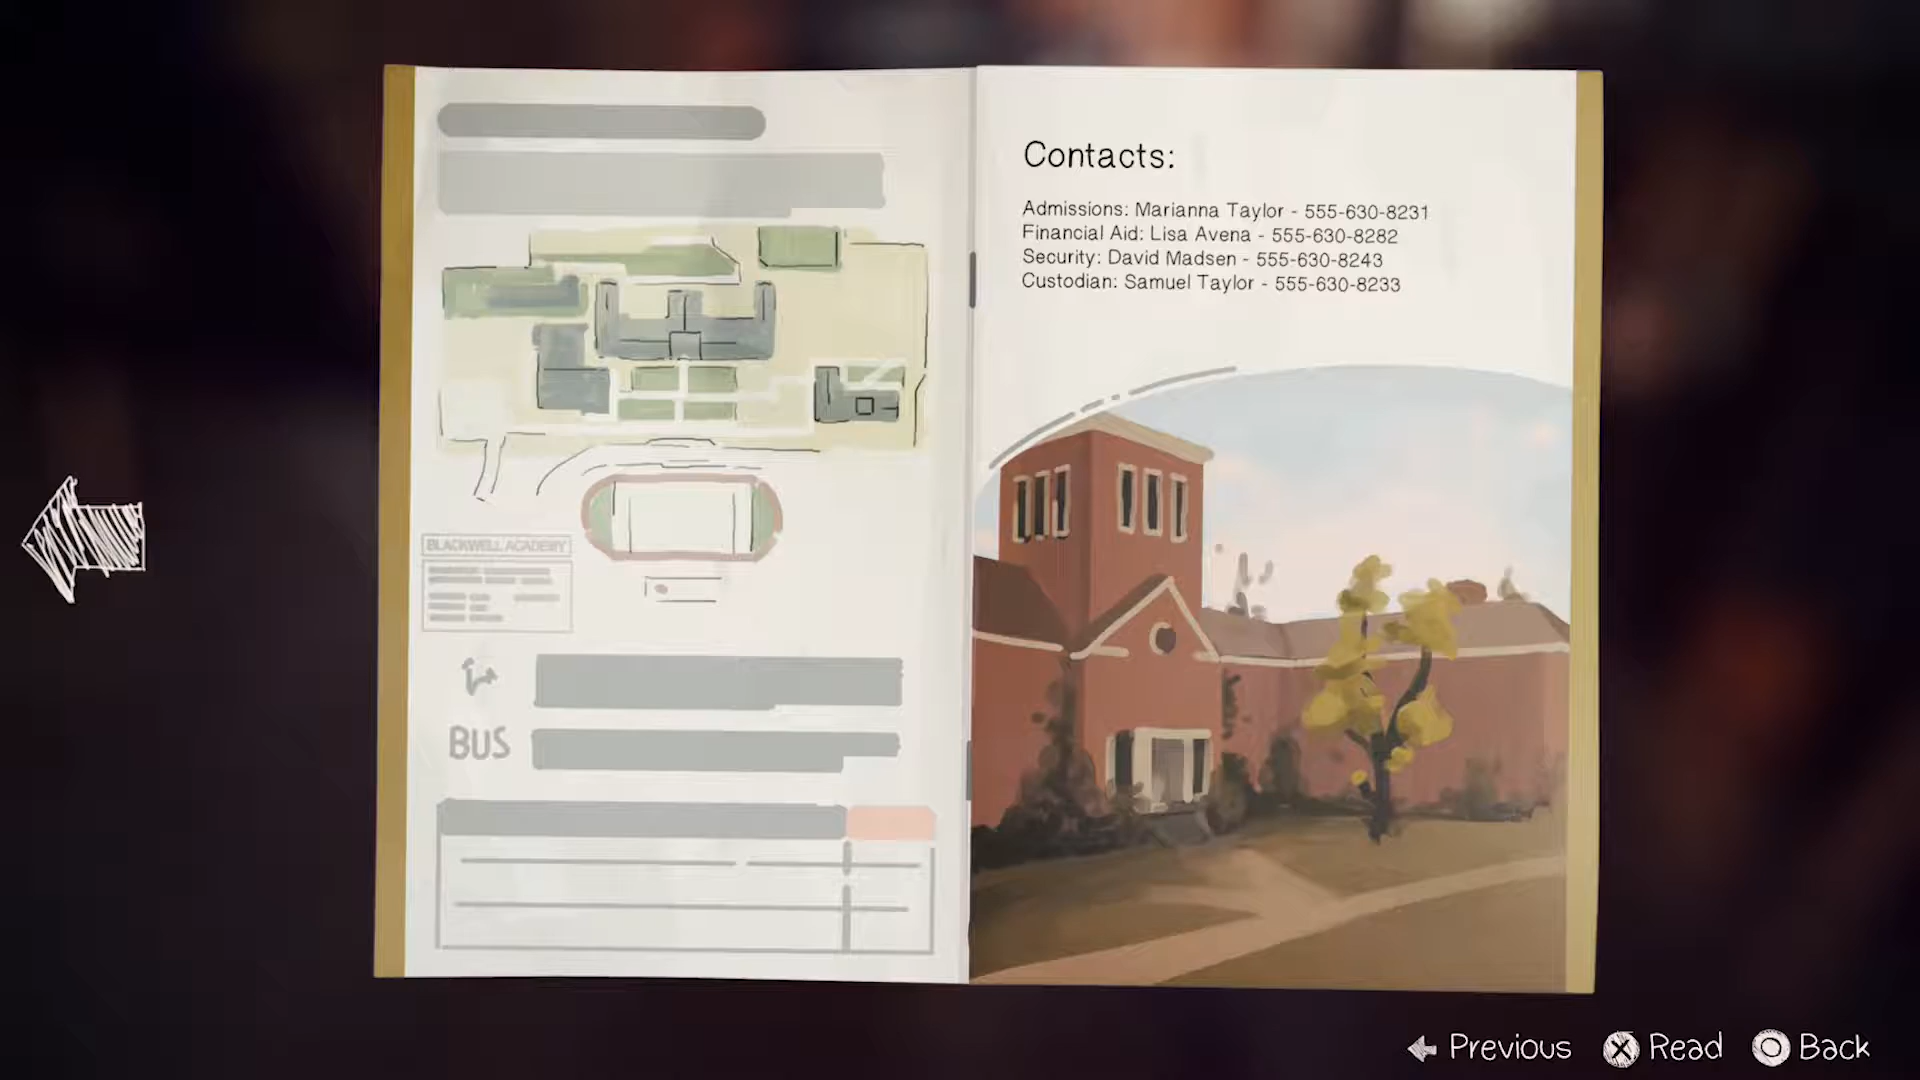 Contacts:
Admissions: Marianna Taylor - 555-630-8231
Financial Aid: Lisa Avena - 555-630-8282
Security: David Madsen - 555-630-8243
Custodian: Samuel Taylor - 555-630-8233
BLACKWELL ACADEMY
BUS
Previous
Read
Back